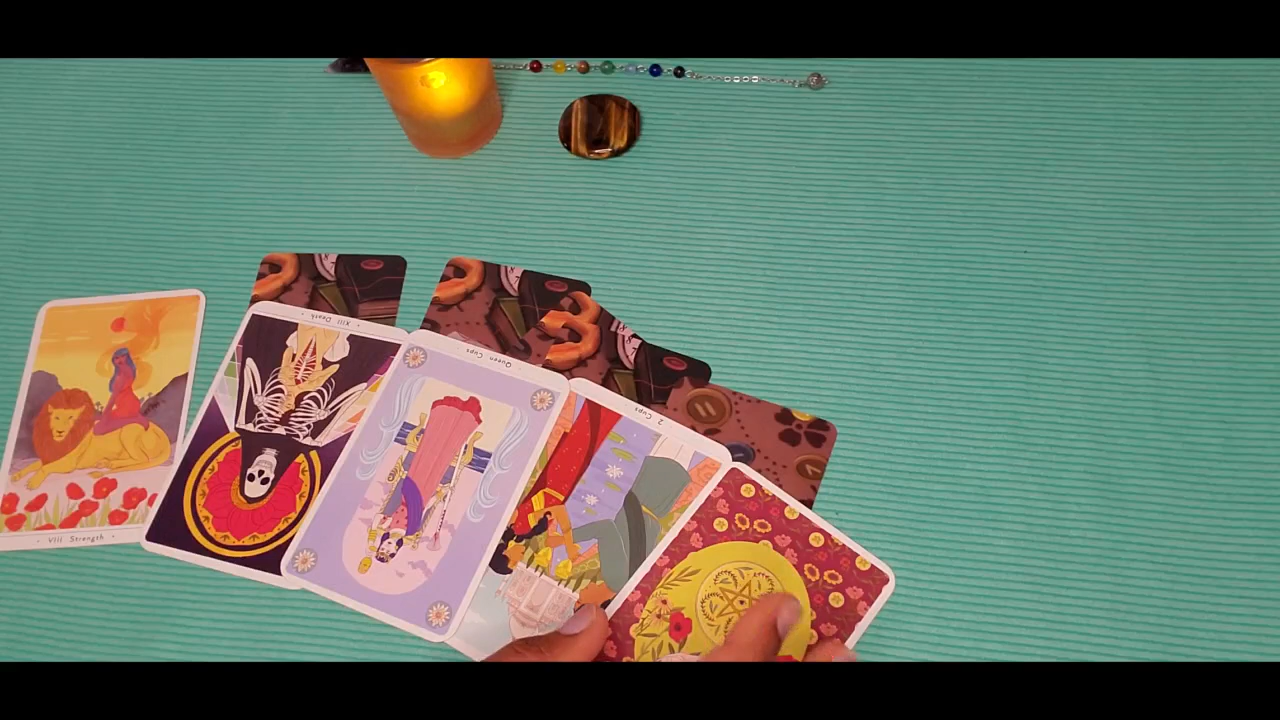 · VIII Strength ·
· XIII Death ·
Queen Cups
2 Cups